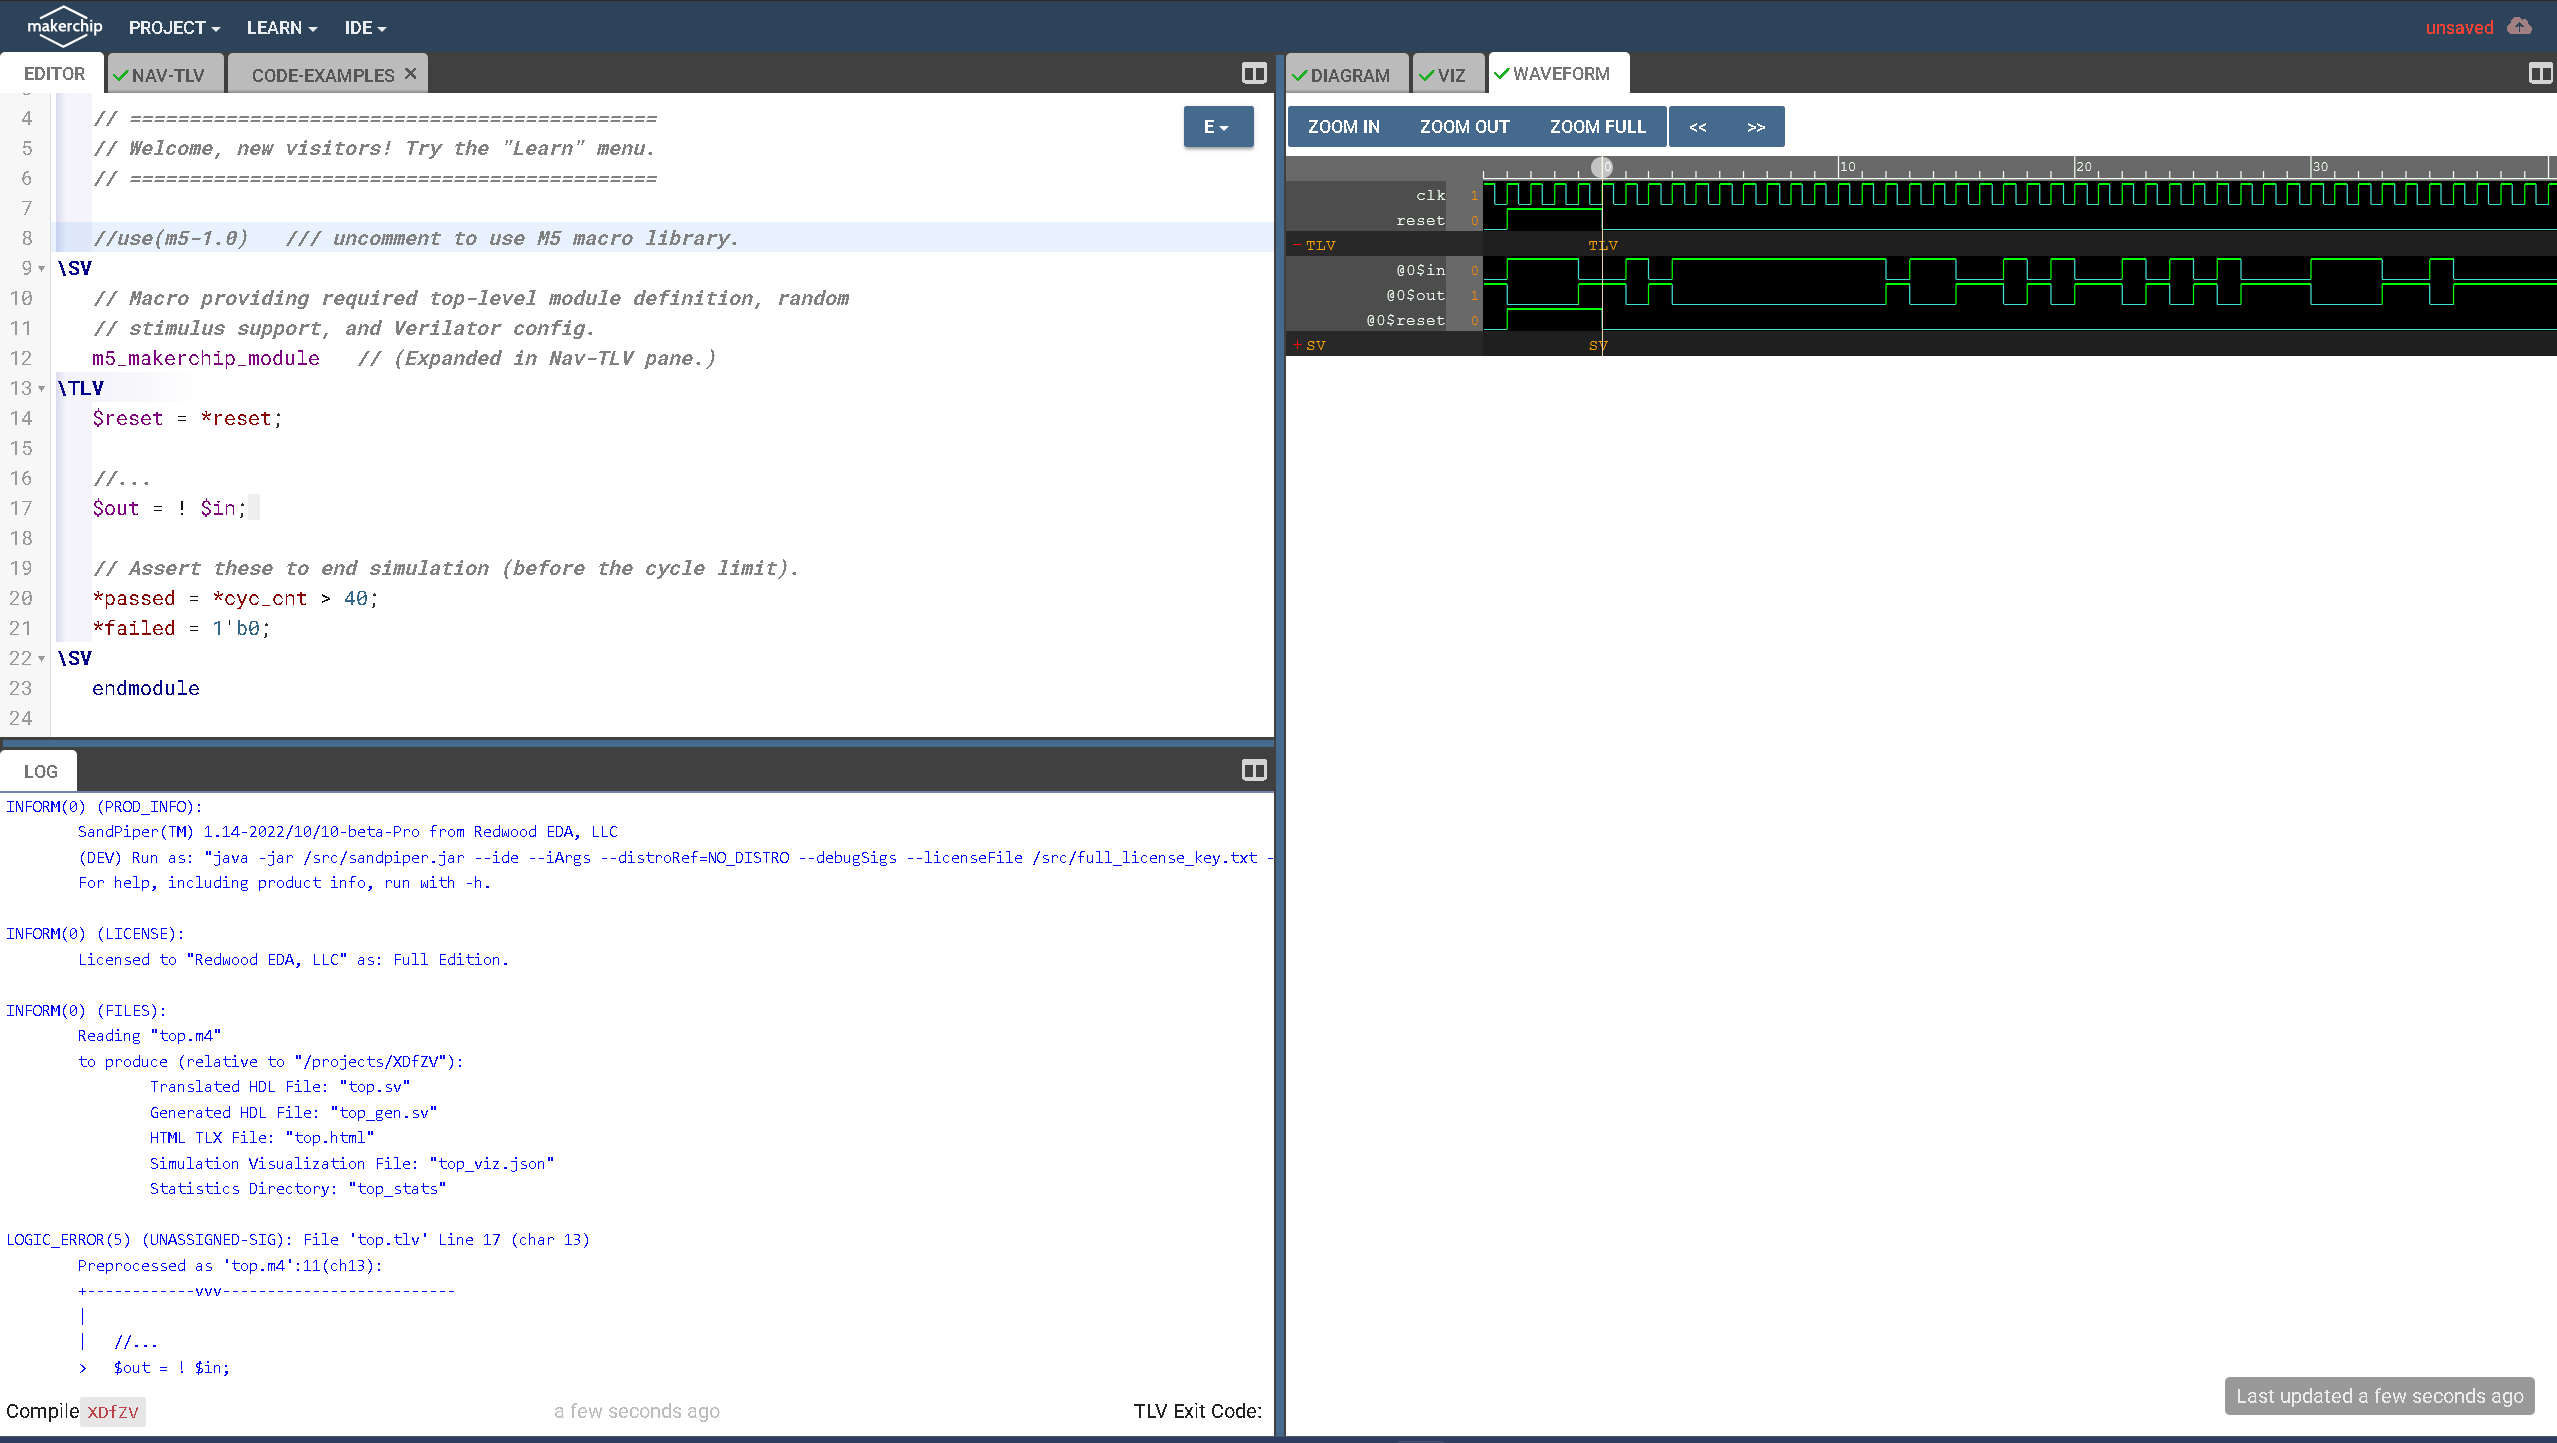 makerchip PROJECT LEARN IDE unsaved
EDITOR NAV-TLV CODE-EXAMPLES ×
4 // ============================================
5 // Welcome, new visitors! Try the "Learn" menu.
6 // ============================================
7
8 //use(m5-1.0) /// uncomment to use M5 macro library.
9 \SV
10 // Macro providing required top-level module definition, random
11 // stimulus support, and Verilator config.
12 m5_makerchip_module // (Expanded in Nav-TLV pane.)
13 \TLV
14 $reset = *reset;
15
16 //...
17 $out = ! $in;
18
19 // Assert these to end simulation (before the cycle limit).
20 *passed = *cyc_cnt > 40;
21 *failed = 1'b0;
22 \SV
23 endmodule
24
E
LOG
INFORM(0) (PROD_INFO):
SandPiper(TM) 1.14-2022/10/10-beta-Pro from Redwood EDA, LLC
(DEV) Run as: "java -jar /src/sandpiper.jar --ide --iArgs --distroRef=NO_DISTRO --debugSigs --licenseFile /src/full_license_key.txt -
For help, including product info, run with -h.
INFORM(0) (LICENSE):
Licensed to "Redwood EDA, LLC" as: Full Edition.
INFORM(0) (FILES):
Reading "top.m4"
to produce (relative to "/projects/XDfZV"):
Translated HDL File: "top.sv"
Generated HDL File: "top_gen.sv"
HTML TLX File: "top.html"
Simulation Visualization File: "top_viz.json"
Statistics Directory: "top_stats"
LOGIC_ERROR(5) (UNASSIGNED-SIG): File 'top.tlv' Line 17 (char 13)
Preprocessed as 'top.m4':11(ch13):
+------------vvv--------------------------
|
| //...
> $out = ! $in;
Compile XDfZV a few seconds ago TLV Exit Code:
DIAGRAM VIZ WAVEFORM
ZOOM IN ZOOM OUT ZOOM FULL << >>
0 10 20 30
clk 1
reset 0
- TLV TLV
@0$in 0
@0$out 1
@0$reset 0
+ SV SV
Last updated a few seconds ago